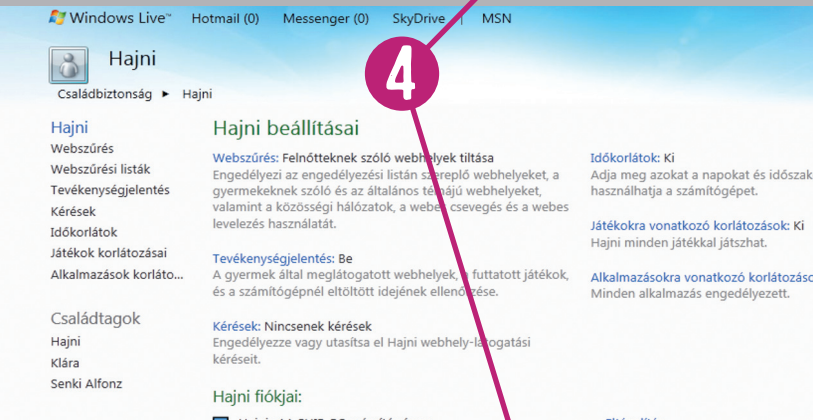 Windows Live™ Hotmail (0) Messenger (0) SkyDrive | MSN
Hajni
4
Családbiztonság ► Hajni
Hajni
Webszűrés
Webszűrési listák
Tevékenységjelentés
Kérések
Időkorlátok
Játékok korlátozásai
Alkalmazások korláto...
Családtagok
Hajni
Klára
Senki Alfonz
Hajni beállításai
Webszűrés: Felnőtteknek szóló webhelyek tiltása
Engedélyezi az engedélyezési listán szereplő webhelyeket, a
gyermekeknek szóló és az általános témájú webhelyeket,
valamint a közösségi hálózatok, a webes csevegés és a webes
levelezés használatát.
Tevékenységjelentés: Be
A gyermek által meglátogatott webhelyek, a futtatott játékok,
és a számítógépnél eltöltött idejének ellenőrzése.
Kérések: Nincsenek kérések
Engedélyezze vagy utasítsa el Hajni webhely-látogatási
kéréseit.
Hajni fiókjai:
Időkorlátok: Ki
Adja meg azokat a napokat és időszak
használhatja a számítógépet.
Játékokra vonatkozó korlátozások: Ki
Hajni minden játékkal játszhat.
Alkalmazásokra vonatkozó korlátozáso
Minden alkalmazás engedélyezett.